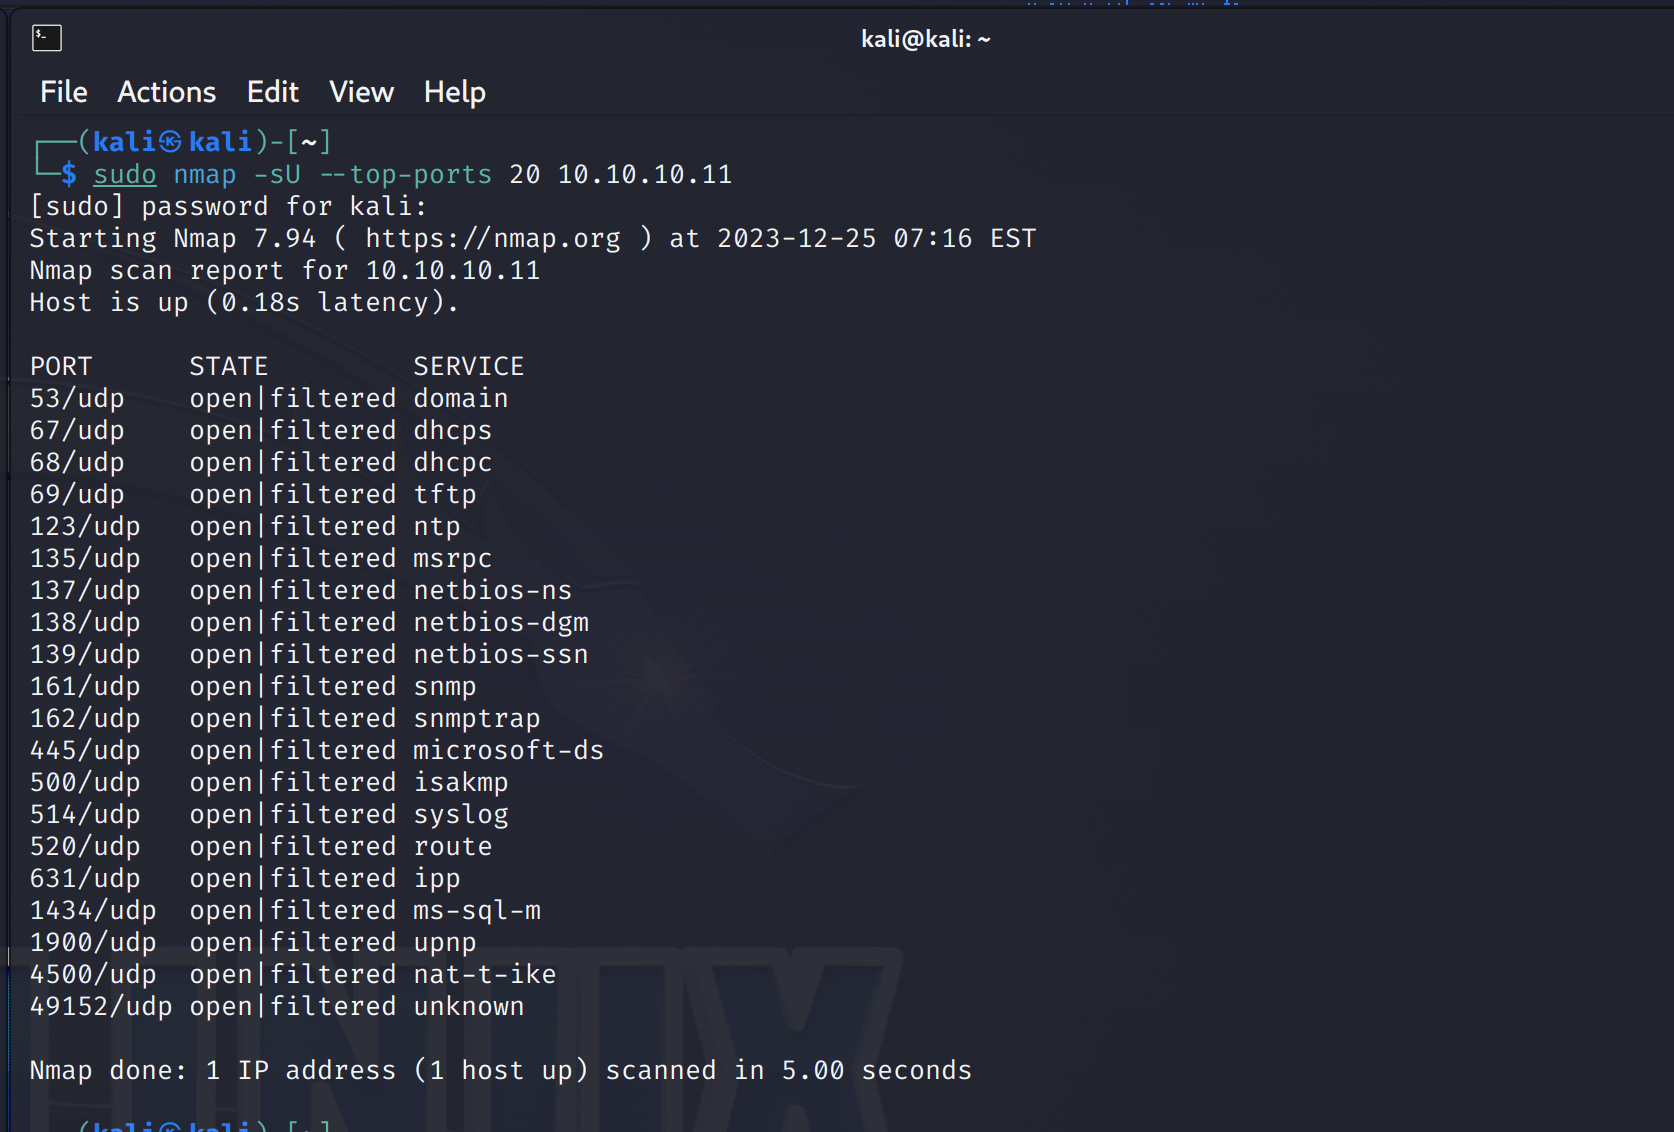 kali@kali: ~
File Actions Edit View Help
┌──(kali㉿kali)-[~]
└─$ sudo nmap -sU --top-ports 20 10.10.10.11
[sudo] password for kali:
Starting Nmap 7.94 ( https://nmap.org ) at 2023-12-25 07:16 EST
Nmap scan report for 10.10.10.11
Host is up (0.18s latency).
PORT      STATE         SERVICE
53/udp    open|filtered domain
67/udp    open|filtered dhcps
68/udp    open|filtered dhcpc
69/udp    open|filtered tftp
123/udp   open|filtered ntp
135/udp   open|filtered msrpc
137/udp   open|filtered netbios-ns
138/udp   open|filtered netbios-dgm
139/udp   open|filtered netbios-ssn
161/udp   open|filtered snmp
162/udp   open|filtered snmptrap
445/udp   open|filtered microsoft-ds
500/udp   open|filtered isakmp
514/udp   open|filtered syslog
520/udp   open|filtered route
631/udp   open|filtered ipp
1434/udp  open|filtered ms-sql-m
1900/udp  open|filtered upnp
4500/udp  open|filtered nat-t-ike
49152/udp open|filtered unknown
Nmap done: 1 IP address (1 host up) scanned in 5.00 seconds
(kali㉿kali)-[~]